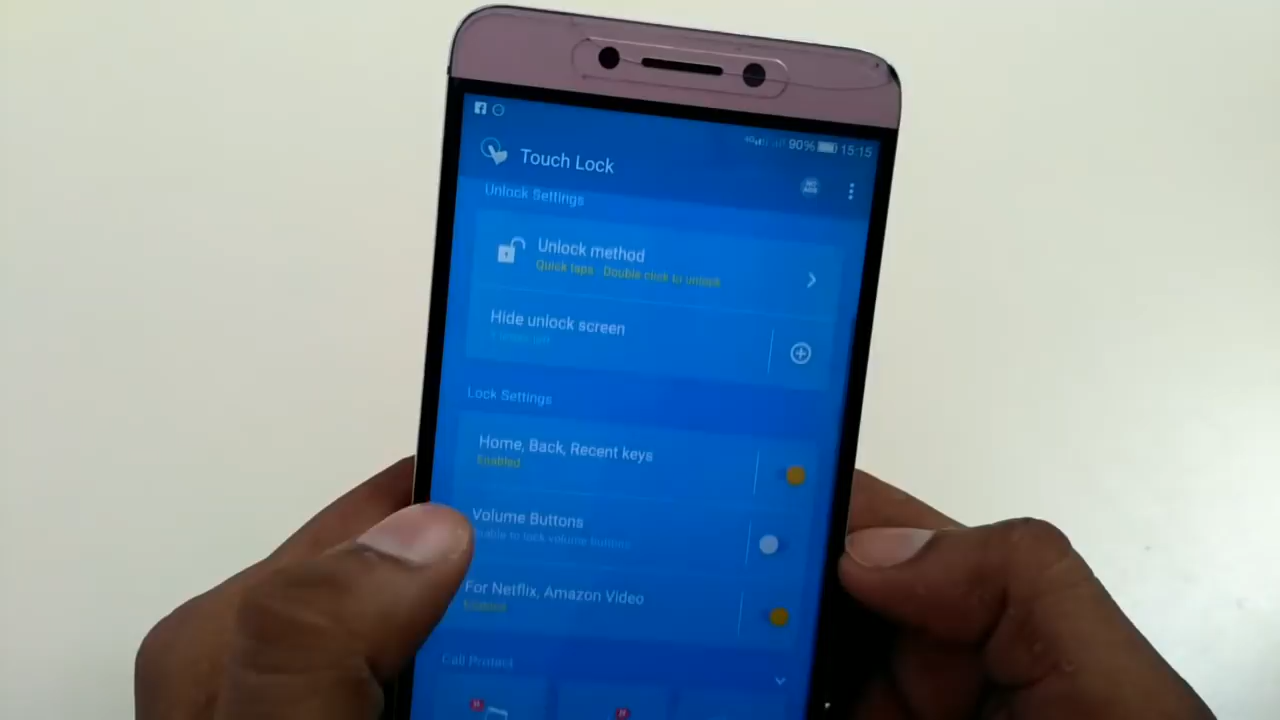 4G 90% 15:15
Touch Lock
Unlock Settings
Unlock method
Quick taps Double click to unlock
Hide unlock screen
Lock Settings
Home, Back, Recent keys
Enabled
Volume Buttons
to lock volume buttons
For Netflix, Amazon Video
Enabled
Call Protect